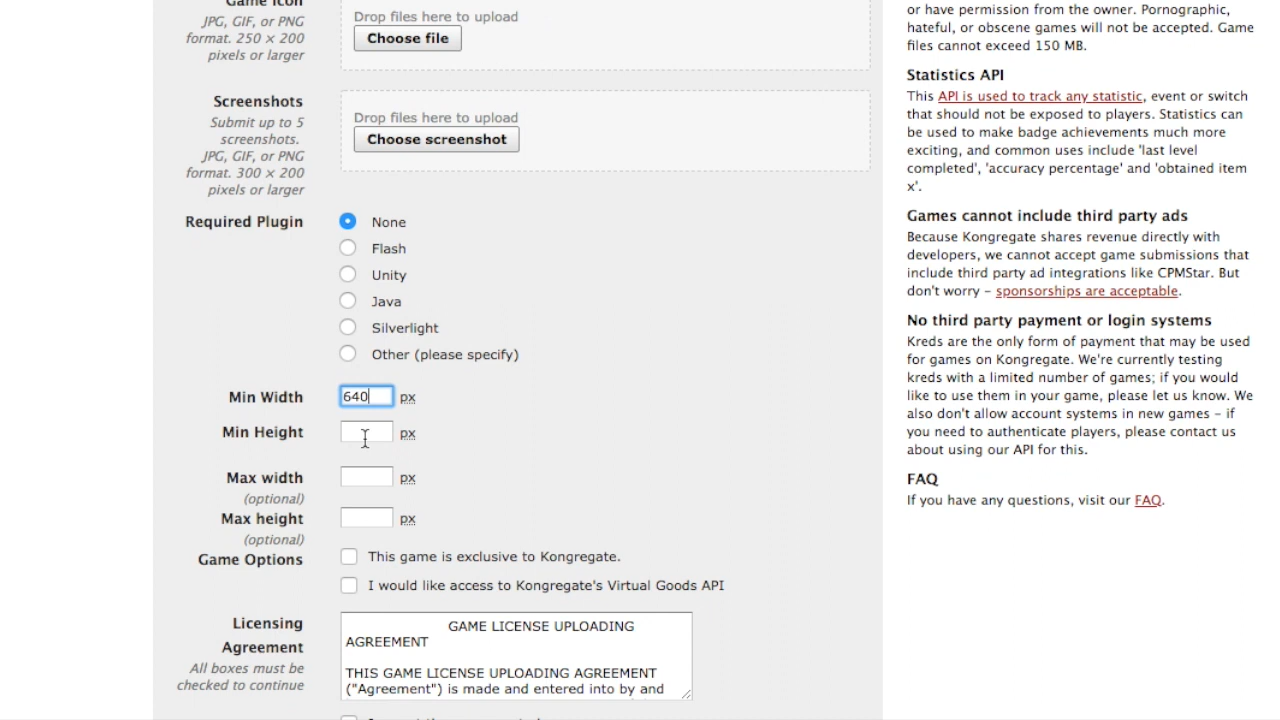 Game Icon
JPG, GIF, or PNG
format. 250 × 200
pixels or larger
Drop files here to upload
Choose file
Screenshots
Submit up to 5
screenshots.
JPG, GIF, or PNG
format. 300 × 200
pixels or larger
Drop files here to upload
Choose screenshot
Required Plugin
None
Flash
Unity
Java
Silverlight
Other (please specify)
Min Width 640 px
Min Height px
Max width px
(optional)
Max height px
(optional)
Game Options
This game is exclusive to Kongregate.
I would like access to Kongregate's Virtual Goods API
Licensing
Agreement
All boxes must be
checked to continue
GAME LICENSE UPLOADING
AGREEMENT
THIS GAME LICENSE UPLOADING AGREEMENT
("Agreement") is made and entered into by and
or have permission from the owner. Pornographic,
hateful, or obscene games will not be accepted. Game
files cannot exceed 150 MB.
Statistics API
This API is used to track any statistic, event or switch
that should not be exposed to players. Statistics can
be used to make badge achievements much more
exciting, and common uses include 'last level
completed', 'accuracy percentage' and 'obtained item
x'.
Games cannot include third party ads
Because Kongregate shares revenue directly with
developers, we cannot accept game submissions that
include third party ad integrations like CPMStar. But
don't worry – sponsorships are acceptable.
No third party payment or login systems
Kreds are the only form of payment that may be used
for games on Kongregate. We're currently testing
kreds with a limited number of games; if you would
like to use them in your game, please let us know. We
also don't allow account systems in new games – if
you need to authenticate players, please contact us
about using our API for this.
FAQ
If you have any questions, visit our FAQ.